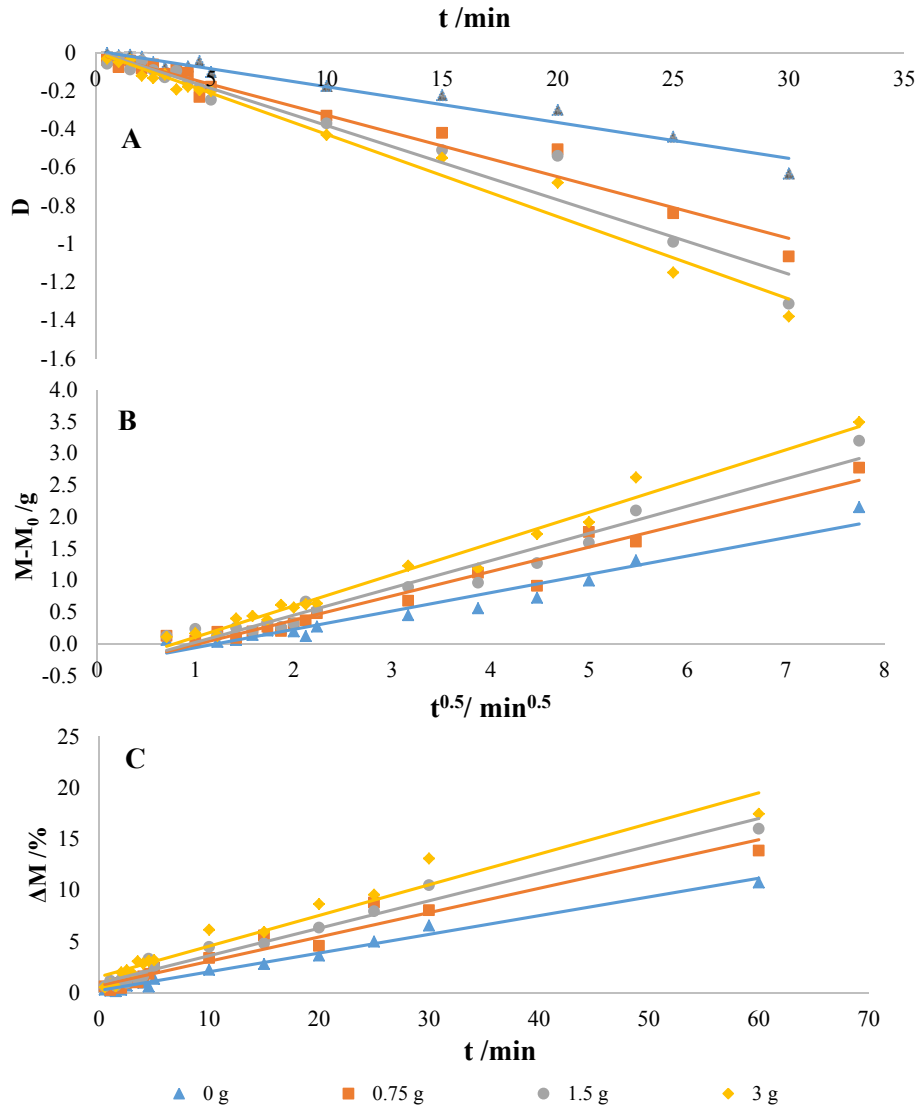 t /min
0 5 10 15 20 25 30 35
0
-0.2
-0.4
-0.6
-0.8
-1
-1.2
-1.4
-1.6
A
D
4.0
3.5
3.0
2.5
2.0
1.5
1.0
0.5
0.0
-0.5
B
M-M₀ /g
0 1 2 3 4 5 6 7 8
t⁰·⁵/ min⁰·⁵
25
20
15
10
5
0
C
ΔM /%
0 10 20 30 40 50 60 70
t /min
0 g 0.75 g 1.5 g 3 g